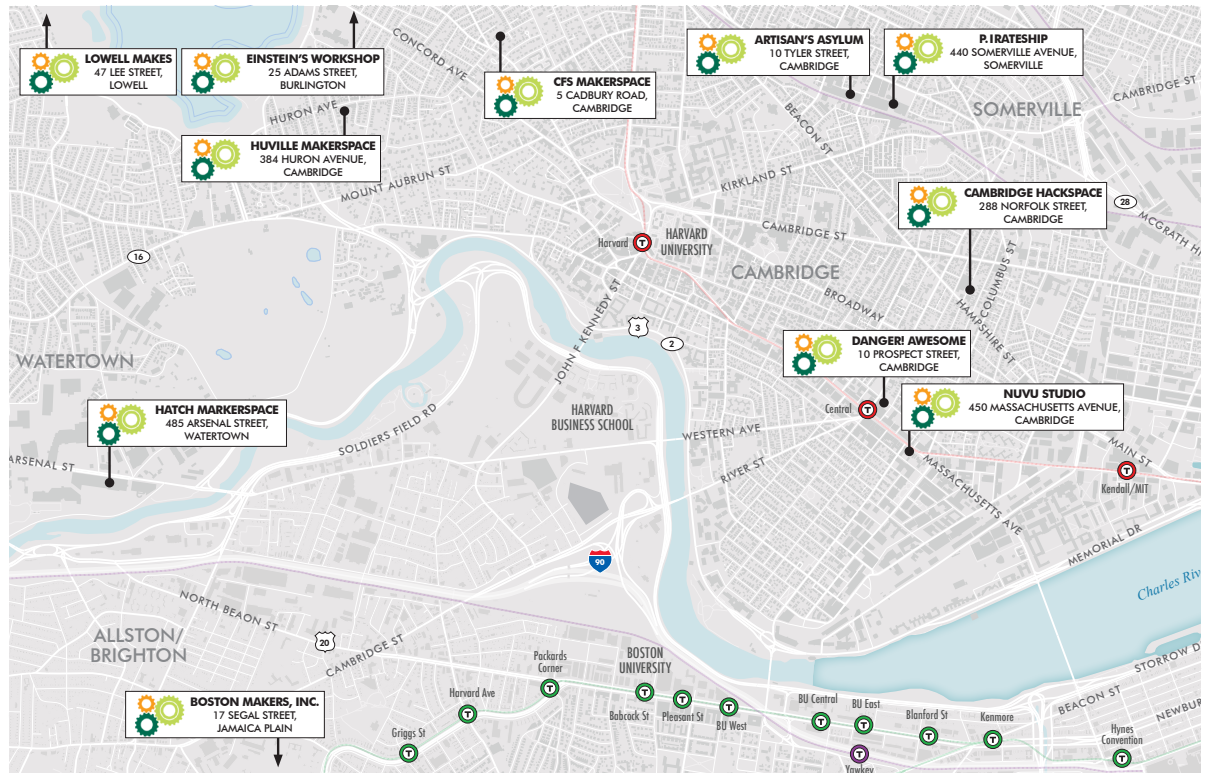 LOWELL MAKES
47 LEE STREET,
LOWELL
EINSTEIN'S WORKSHOP
25 ADAMS STREET,
BURLINGTON
CONCORD AVE
CFS MAKERSPACE
5 CADBURY ROAD,
CAMBRIDGE
ARTISAN'S ASYLUM
10 TYLER STREET,
CAMBRIDGE
P.IRATESHIP
440 SOMERVILLE AVENUE,
SOMERVILLE
CAMBRIDGE ST
SOMERVILLE
HURON AVE
BEACON ST
HUVILLE MAKERSPACE
384 HURON AVENUE,
CAMBRIDGE
MOUNT AUBRUN ST
KIRKLAND ST
CAMBRIDGE HACKSPACE
288 NORFOLK STREET,
CAMBRIDGE
28
MCGRATH HI
CAMBRIDGE ST
Harvard
T
HARVARD
UNIVERSITY
16
CAMBRIDGE
COLUMBUS ST
BROADWAY
HAMPSHIRE ST
JOHN F KENNEDY ST
3
2
WATERTOWN
DANGER! AWESOME
10 PROSPECT STREET,
CAMBRIDGE
NUVU STUDIO
450 MASSACHUSETTS AVENUE,
CAMBRIDGE
HATCH MARKERSPACE
485 ARSENAL STREET,
WATERTOWN
HARVARD
BUSINESS SCHOOL
Central
T
SOLDIERS FIELD RD
WESTERN AVE
MAIN ST
ARSENAL ST
RIVER ST
T
Kendall/MIT
MASSACHUSETTS AVE
MEMORIAL DR
90
Charles Riv
NORTH BEAON ST
ALLSTON/
BRIGHTON
20
CAMBRIDGE ST
BOSTON
UNIVERSITY
STORROW D
Packards
Corner
T
BEACON ST
NEWBUR
BOSTON MAKERS, INC.
17 SEGAL STREET,
JAMAICA PLAIN
Harvard Ave
T
Babcock St
T
Pleasant St
T
BU West
T
BU Central
T
BU East
T
Blanford St
T
Kenmore
T
Griggs St
T
Hynes
Convention
T
T
Yawkey